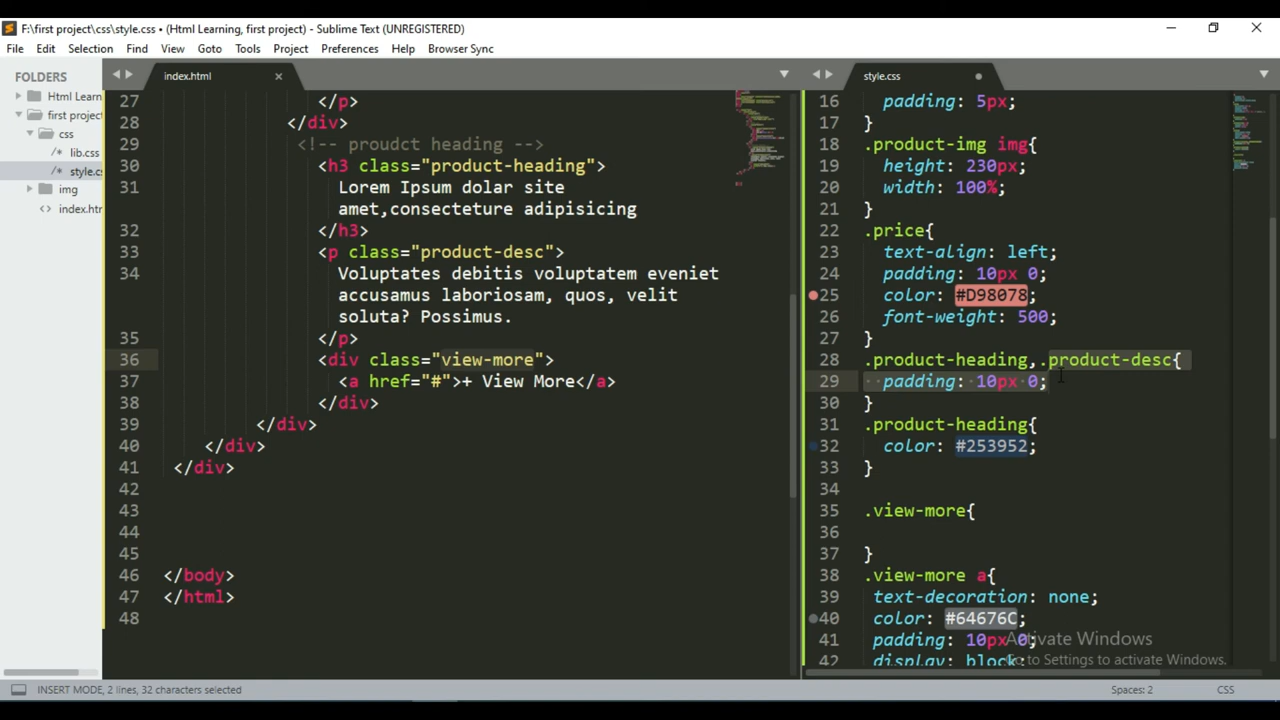 F:\first project\css\style.css • (Html Learning, first project) - Sublime Text (UNREGISTERED)
File Edit Selection Find View Goto Tools Project Preferences Help Browser Sync
FOLDERS
Html Learn
first project
css
/* lib.css
/* style.cs
img
<> index.htm
index.html
27 </p>
28 </div>
29 <!-- proudct heading -->
30 <h3 class="product-heading">
31 Lorem Ipsum dolar site
amet,consecteture adipisicing
32 </h3>
33 <p class="product-desc">
34 Voluptates debitis voluptatem eveniet
accusamus laboriosam, quos, velit
soluta? Possimus.
35 </p>
36 <div class="view-more">
37 <a href="#">+ View More</a>
38 </div>
39 </div>
40 </div>
41 </div>
42
43
44
45
46 </body>
47 </html>
48
style.css
16 padding: 5px;
17 }
18 .product-img img{
19 height: 230px;
20 width: 100%;
21 }
22 .price{
23 text-align: left;
24 padding: 10px 0;
25 color: #D98078;
26 font-weight: 500;
27 }
28 .product-heading,.product-desc{
29 padding: 10px 0;
30 }
31 .product-heading{
32 color: #253952;
33 }
34
35 .view-more{
36
37 }
38 .view-more a{
39 text-decoration: none;
40 color: #64676C;
41 padding: 10px 0;
42 display: block;
Activate Windows
Go to Settings to activate Windows.
INSERT MODE, 2 lines, 32 characters selected
Spaces: 2
CSS